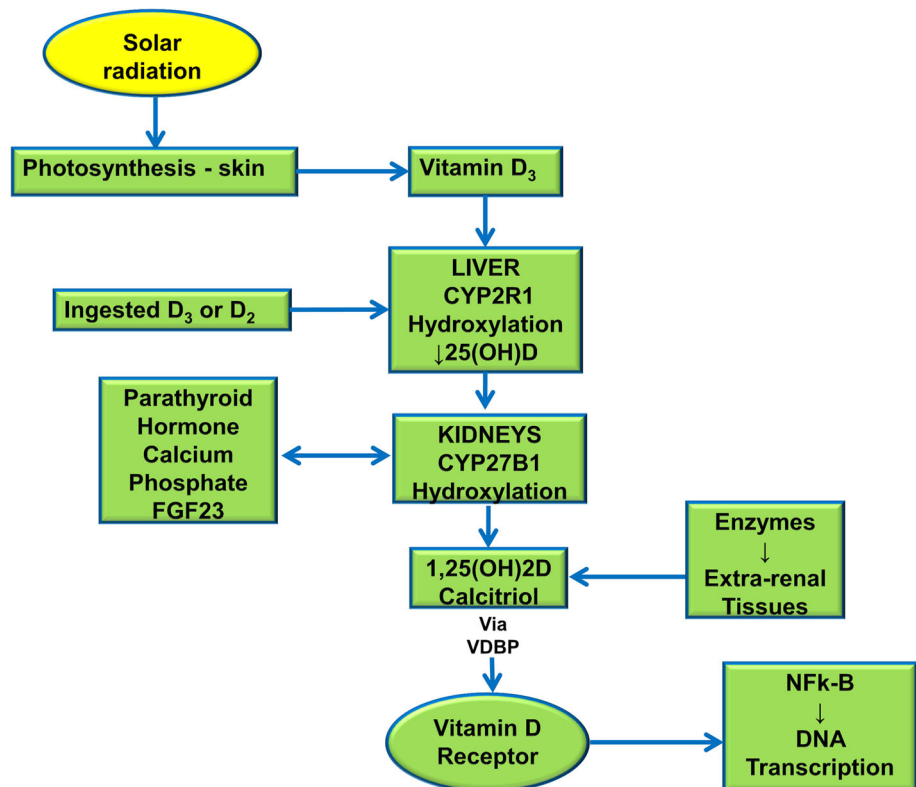 Solar
radiation
Photosynthesis - skin
Vitamin D₃
LIVER
CYP2R1
Hydroxylation
↓25(OH)D
Ingested D₃ or D₂
Parathyroid
Hormone
Calcium
Phosphate
FGF23
KIDNEYS
CYP27B1
Hydroxylation
Enzymes
↓
Extra-renal
Tissues
1,25(OH)2D
Calcitriol
Via
VDBP
Vitamin D
Receptor
NFk-B
↓
DNA
Transcription